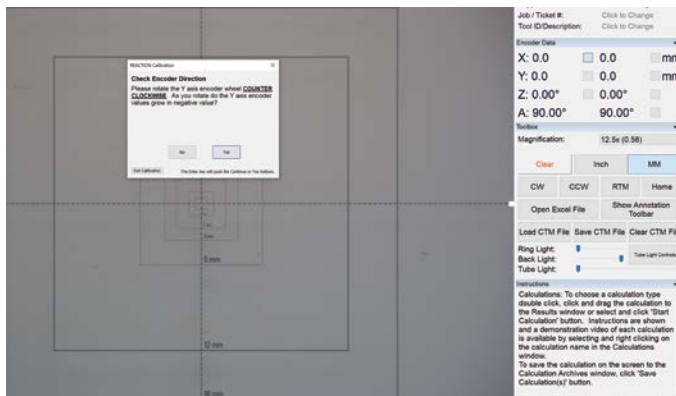 Job / Ticket #: Click to Change
Tool ID/Description: Click to Change
Encoder Data
X: 0.0 0.0 mm
Y: 0.0 0.0 mm
Z: 0.00° 0.00°
A: 90.00° 90.00°
Toolbox
Magnification: 12.5x (0.58)
Clear Inch MM
CW CCW RTM Home
Open Excel File Show Annotation Toolbar
Load CTM File Save CTM File Clear CTM Fil
Ring Light:
Back Light: Tube Light Controls
Tube Light:
Instructions
Calculations: To choose a calculation type
double click, click and drag the calculation to
the Results window or select and click 'Start
Calculation' button. Instructions are shown
and a demonstration video of each calculation
is available by selecting and right clicking on
the calculation name in the Calculations
window.
To save the calculation on the screen to the
Calculation Archives window, click 'Save
Calculation(s)' button.
REACTION Calibration
Check Encoder Direction
Please rotate the Y axis encoder wheel COUNTER
CLOCKWISE. As you rotate do the Y axis encoder
values grow in negative value?
No Yes
Exit Calibration The Enter key will push the Continue or Yes buttons.
6 mm
12 mm